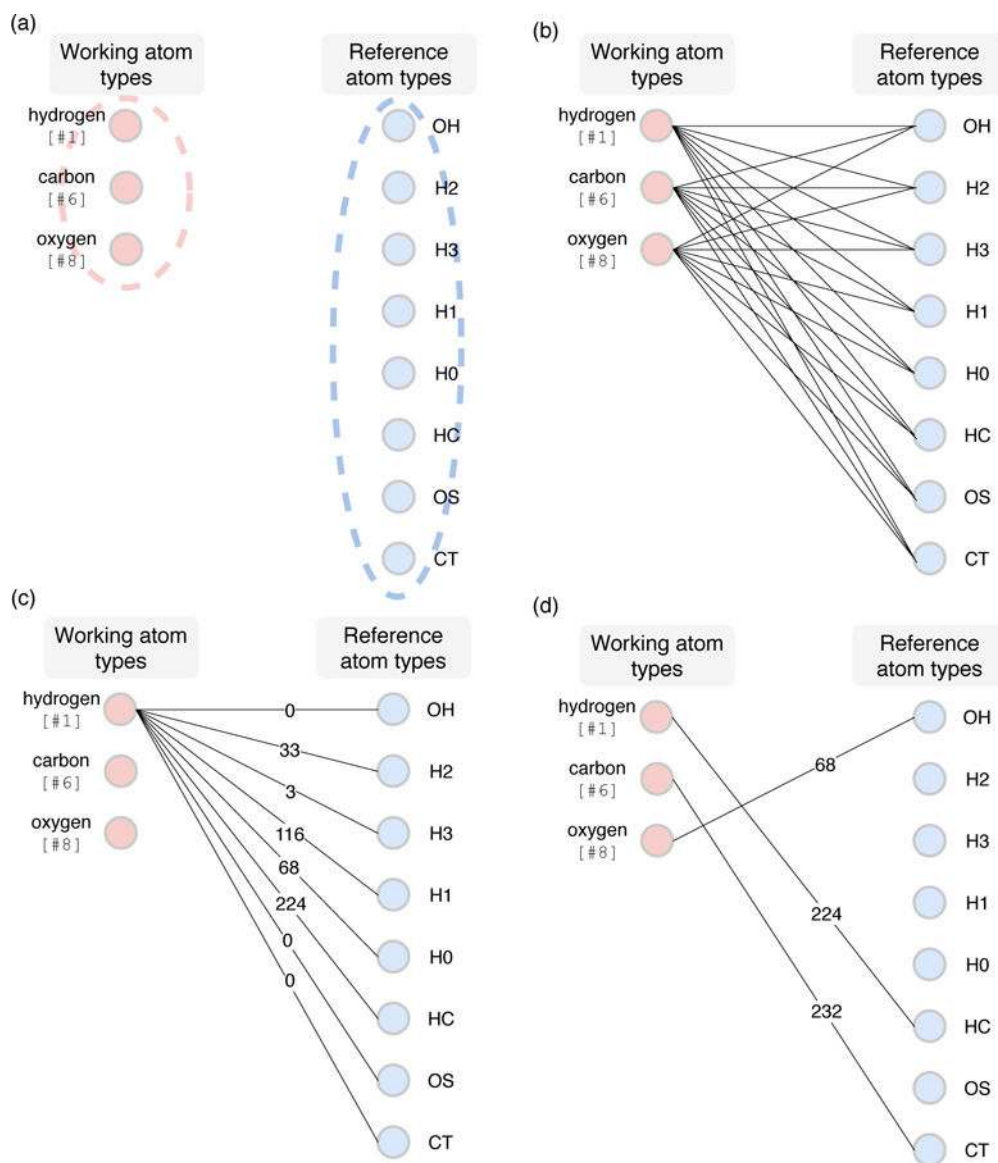 (a)
Working atom
types
Reference
atom types
hydrogen
[#1]
carbon
[#6]
oxygen
[#8]
OH
H2
H3
H1
H0
HC
OS
CT
(b)
Working atom
types
Reference
atom types
hydrogen
[#1]
carbon
[#6]
oxygen
[#8]
OH
H2
H3
H1
H0
HC
OS
CT
(c)
Working atom
types
Reference
atom types
hydrogen
[#1]
carbon
[#6]
oxygen
[#8]
0
33
3
116
68
224
0
0
OH
H2
H3
H1
H0
HC
OS
CT
(d)
Working atom
types
Reference
atom types
hydrogen
[#1]
carbon
[#6]
oxygen
[#8]
68
224
232
OH
H2
H3
H1
H0
HC
OS
CT